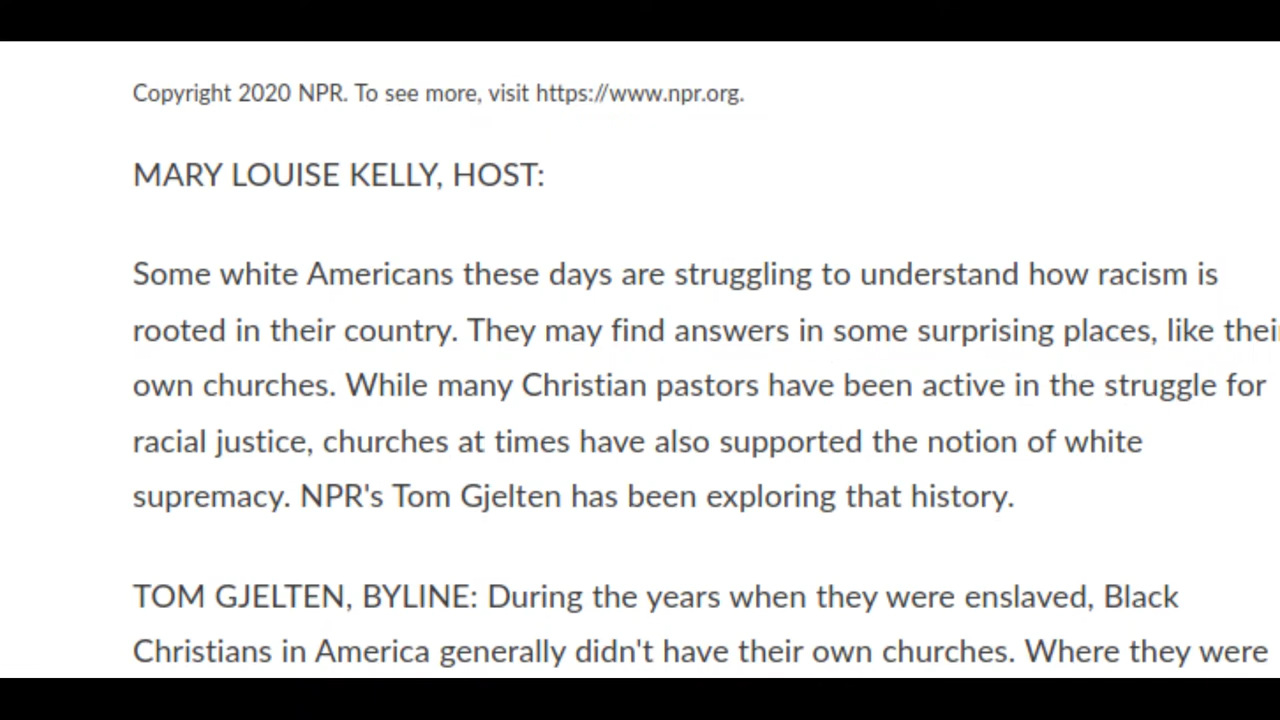 Copyright 2020 NPR. To see more, visit https://www.npr.org.
MARY LOUISE KELLY, HOST:
Some white Americans these days are struggling to understand how racism is
rooted in their country. They may find answers in some surprising places, like their
own churches. While many Christian pastors have been active in the struggle for
racial justice, churches at times have also supported the notion of white
supremacy. NPR's Tom Gjelten has been exploring that history.
TOM GJELTEN, BYLINE: During the years when they were enslaved, Black
Christians in America generally didn't have their own churches. Where they were